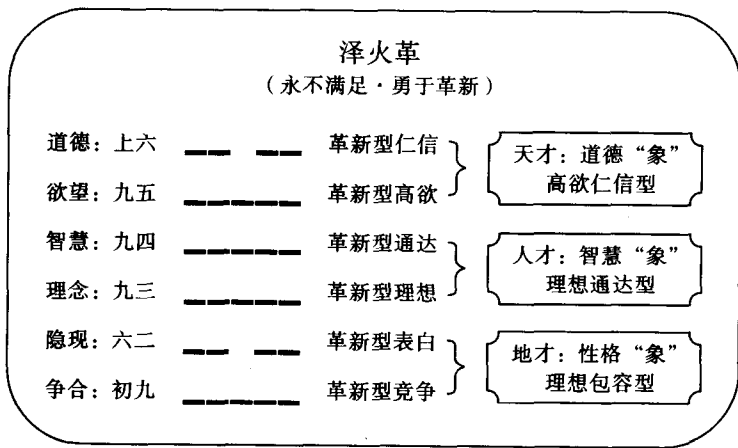 泽火革
（永不满足·勇于革新）
道德：上六 革新型仁信
欲望：九五 革新型高欲
天才：道德“象”
高欲仁信型
智慧：九四 革新型通达
理念：九三 革新型理想
人才：智慧“象”
理想通达型
隐现：六二 革新型表白
争合：初九 革新型竞争
地才：性格“象”
理想包容型